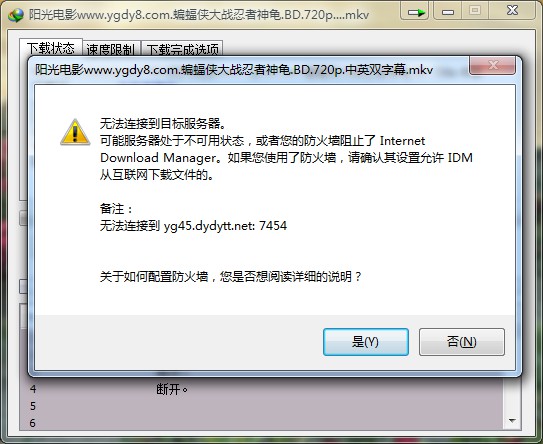 阳光电影www.ygdy8.com.蝙蝠侠大战忍者神龟.BD.720p....mkv
下载状态 速度限制 下载完成选项
阳光电影www.ygdy8.com.蝙蝠侠大战忍者神龟.BD.720p.中英双字幕.mkv
无法连接到目标服务器。
可能服务器处于不可用状态，或者您的防火墙阻止了 Internet
Download Manager。如果您使用了防火墙，请确认其设置允许 IDM
从互联网下载文件的。
备注：
无法连接到 yg45.dydytt.net: 7454
关于如何配置防火墙，您是否想阅读详细的说明？
是(Y) 否(N)
4 断开。
5
6